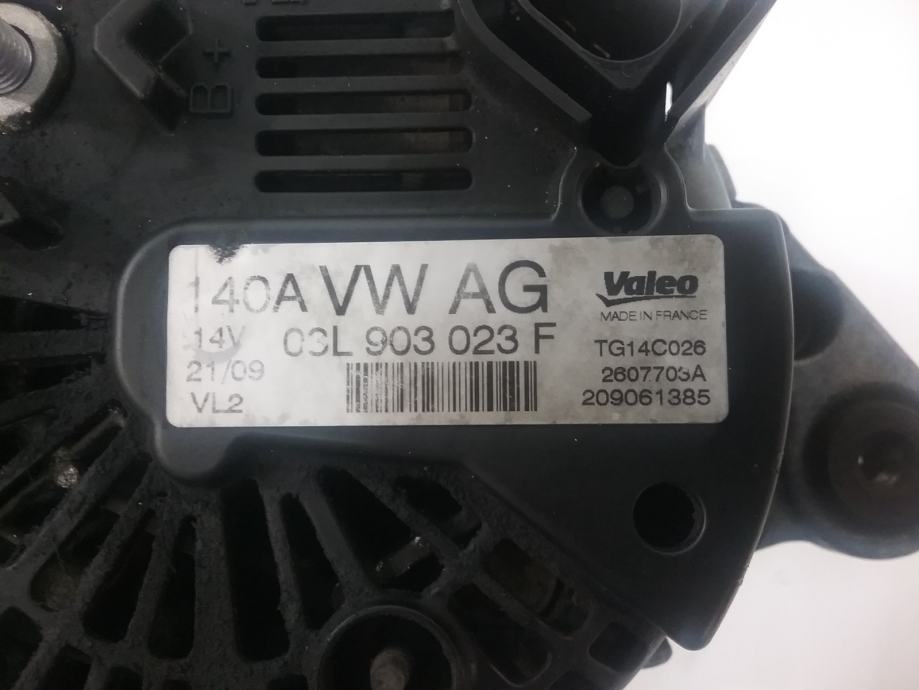 B+
140A VW AG
Valeo
MADE IN FRANCE
14V
03L 903 023 F
TG14C026
21/09
2607703A
VL2
209061385